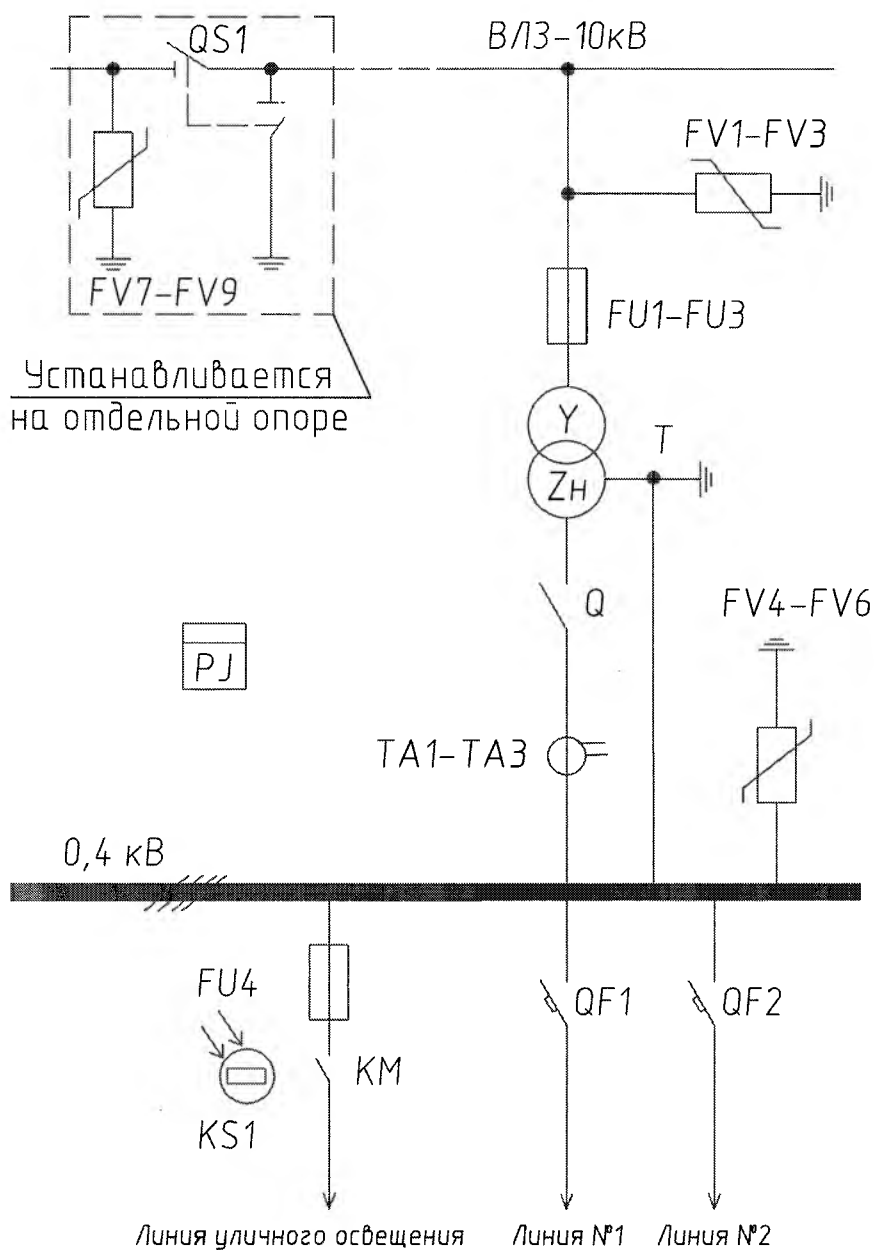 QS1
ВЛЗ-10кВ
FV1-FV3
FV7-FV9
FU1-FU3
Устанавливается
на отдельной опоре
Y
T
Zн
Q
FV4-FV6
PJ
TA1-TA3
0,4 кВ
FU4
QF1
QF2
KM
KS1
Линия уличного освещения
Линия №1
Линия №2